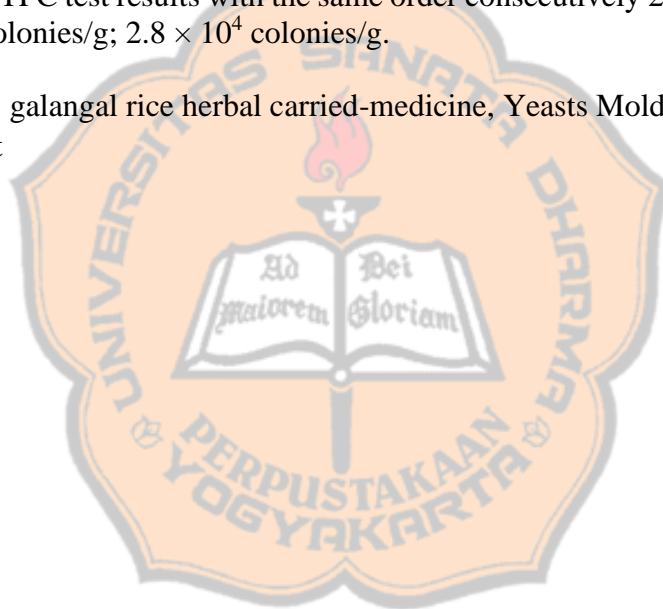 TPC test results with the same order consecutively 2
olonies/g; 2.8 × 10⁴ colonies/g.
galangal rice herbal carried-medicine, Yeasts Mold
UNIVERSITAS SANATA DHARMA
Ad Dei
Maiorem Gloriam
PERPUSTAKAAN
YOGYAKARTA